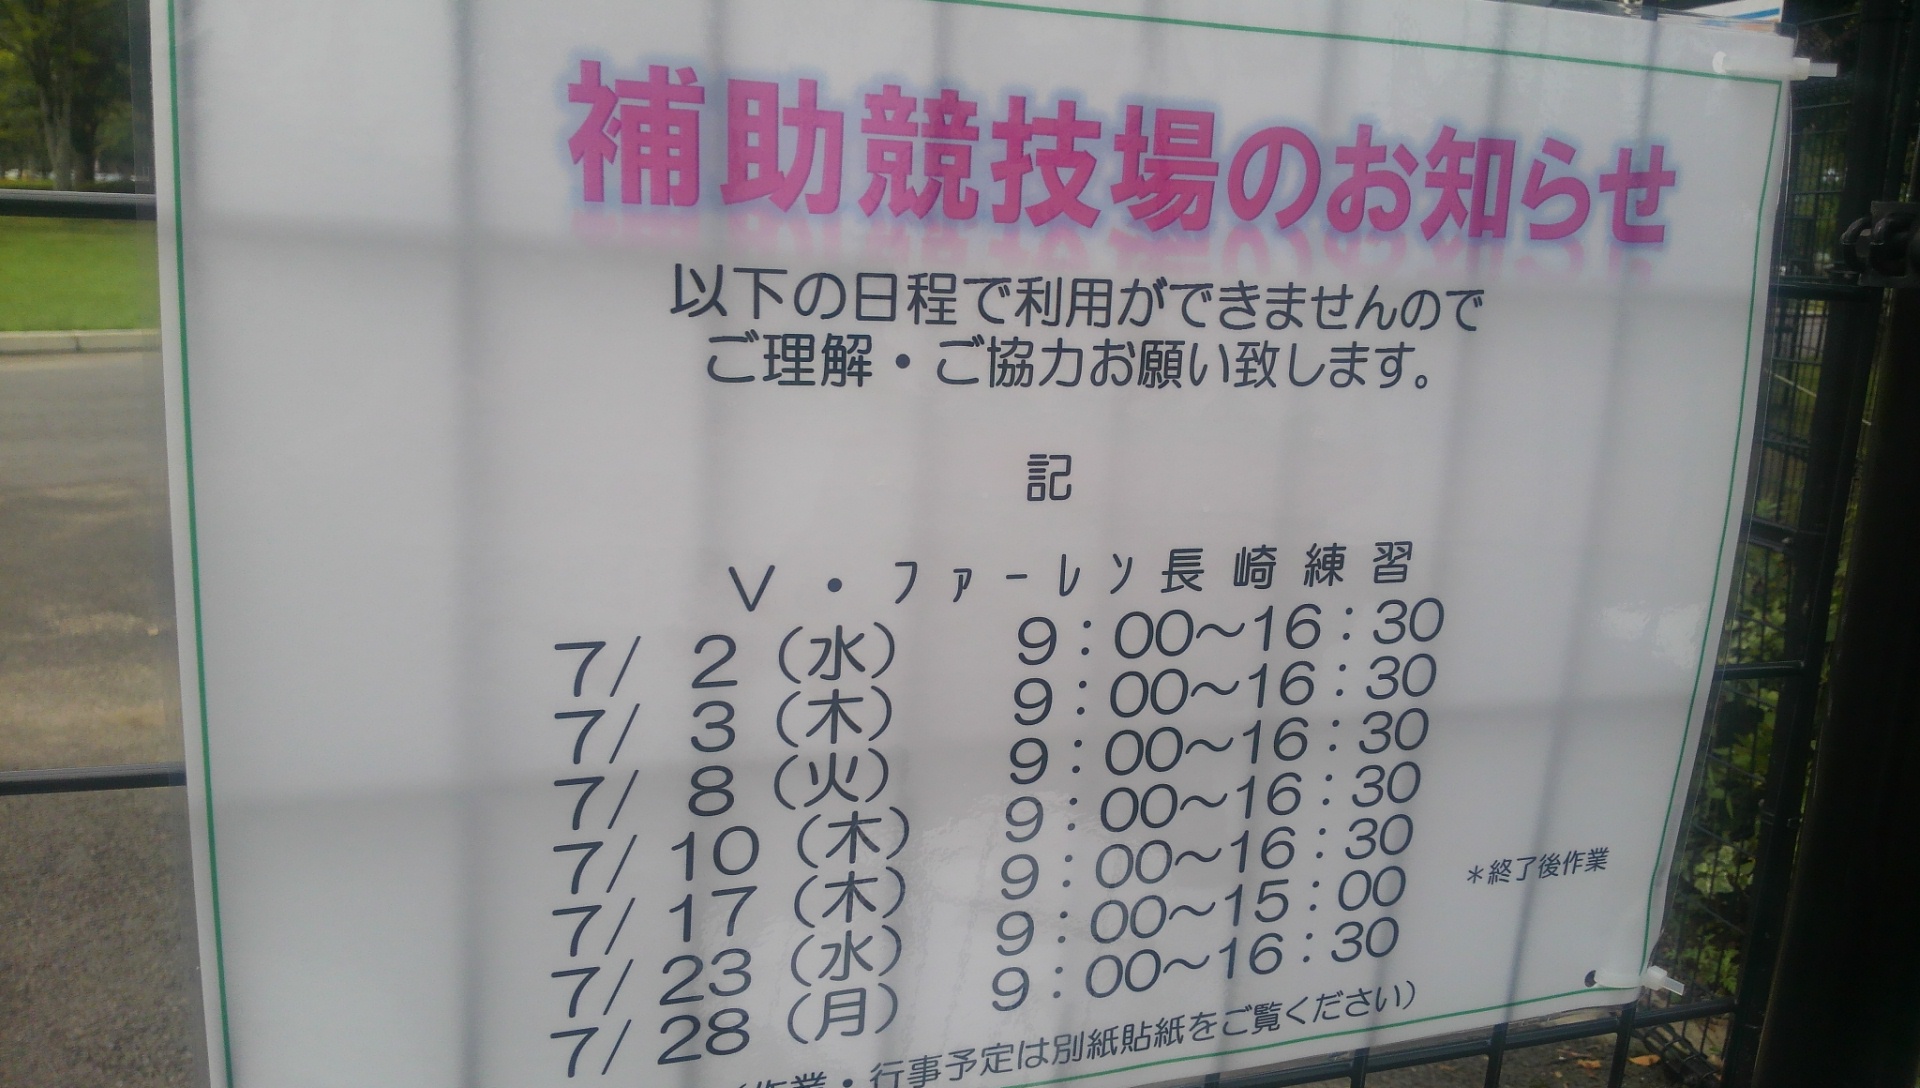 補助競技場のお知らせ
以下の日程で利用ができませんので
ご理解・ご協力お願い致します。
記
V・ファーレン長崎練習
7/ 2（水） 9：00～16：30
7/ 3（木） 9：00～16：30
7/ 8（火） 9：00～16：30
7/10（木） 9：00～16：30
7/17（木） 9：00～16：30
7/23（水） 9：00～15：00 ＊終了後作業
7/28（月） 9：00～16：30
（作業・行事予定は別紙貼紙をご覧ください）